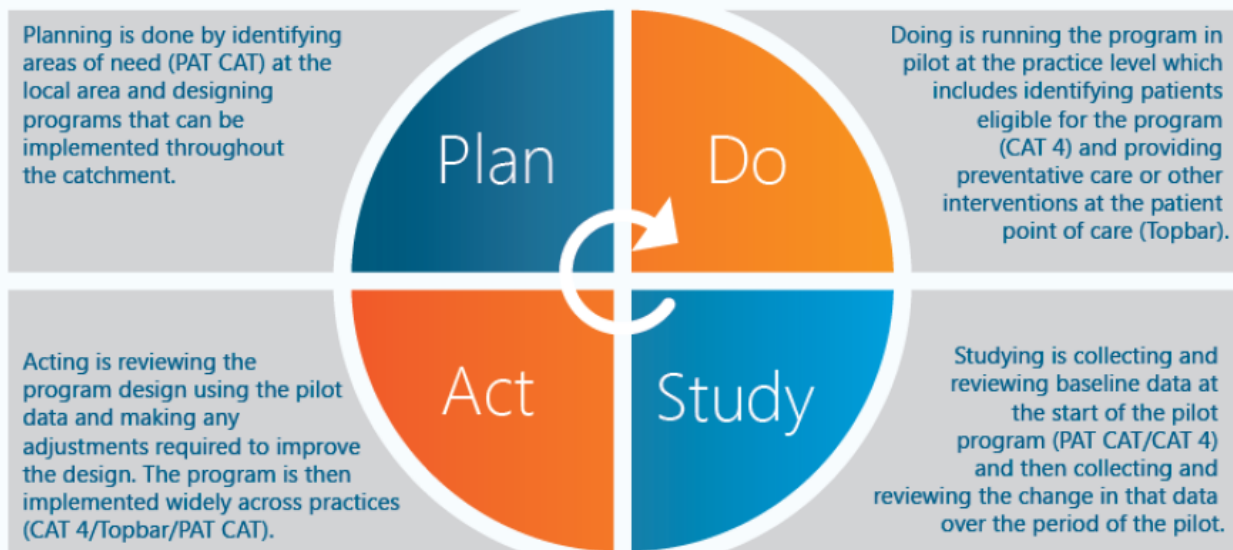 Planning is done by identifying
areas of need (PAT CAT) at the
local area and designing
programs that can be
implemented throughout
the catchment.
Plan
Do
Doing is running the program in
pilot at the practice level which
includes identifying patients
eligible for the program
(CAT 4) and providing
preventative care or other
interventions at the patient
point of care (Topbar).
Acting is reviewing the
program design using the pilot
data and making any
adjustments required to improve
the design. The program is then
implemented widely across practices
(CAT 4/Topbar/PAT CAT).
Act
Study
Studying is collecting and
reviewing baseline data at
the start of the pilot
program (PAT CAT/CAT 4)
and then collecting and
reviewing the change in that data
over the period of the pilot.